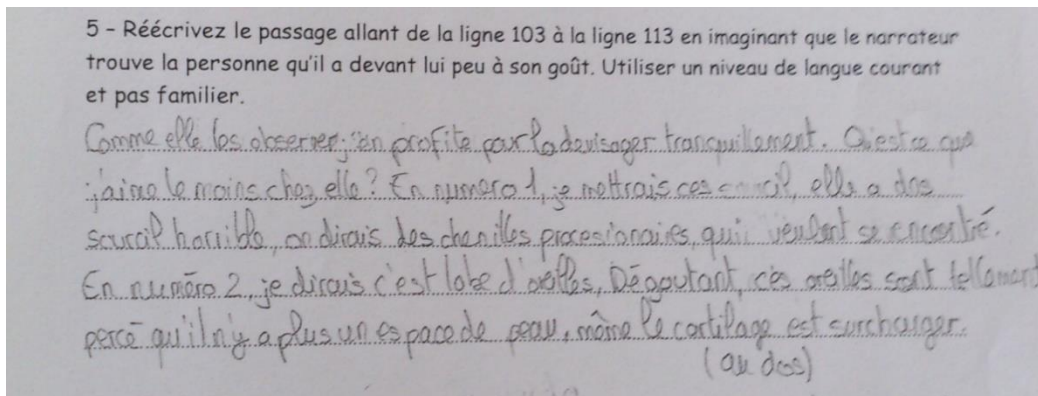 5 - Réécrivez le passage allant de la ligne 103 à la ligne 113 en imaginant que le narrateur
trouve la personne qu'il a devant lui peu à son goût. Utiliser un niveau de langue courant
et pas familier.
Comme elle les observer, j'en profite pour la devisager tranquillement. Qu'est ce que
j'aime le moins chez elle ? En numero 1, je mettrais ces elle a des
sourcil horrible, on dirais des chenilles procesionaires, qui veulent se
En numéro 2, je dirais c'est lobe d'oreilles, Dégoutant, ces oreilles sont tellement
percé qu'il n'y a plus un espace de peau, même le cartilage est surcharger.
(au dos)